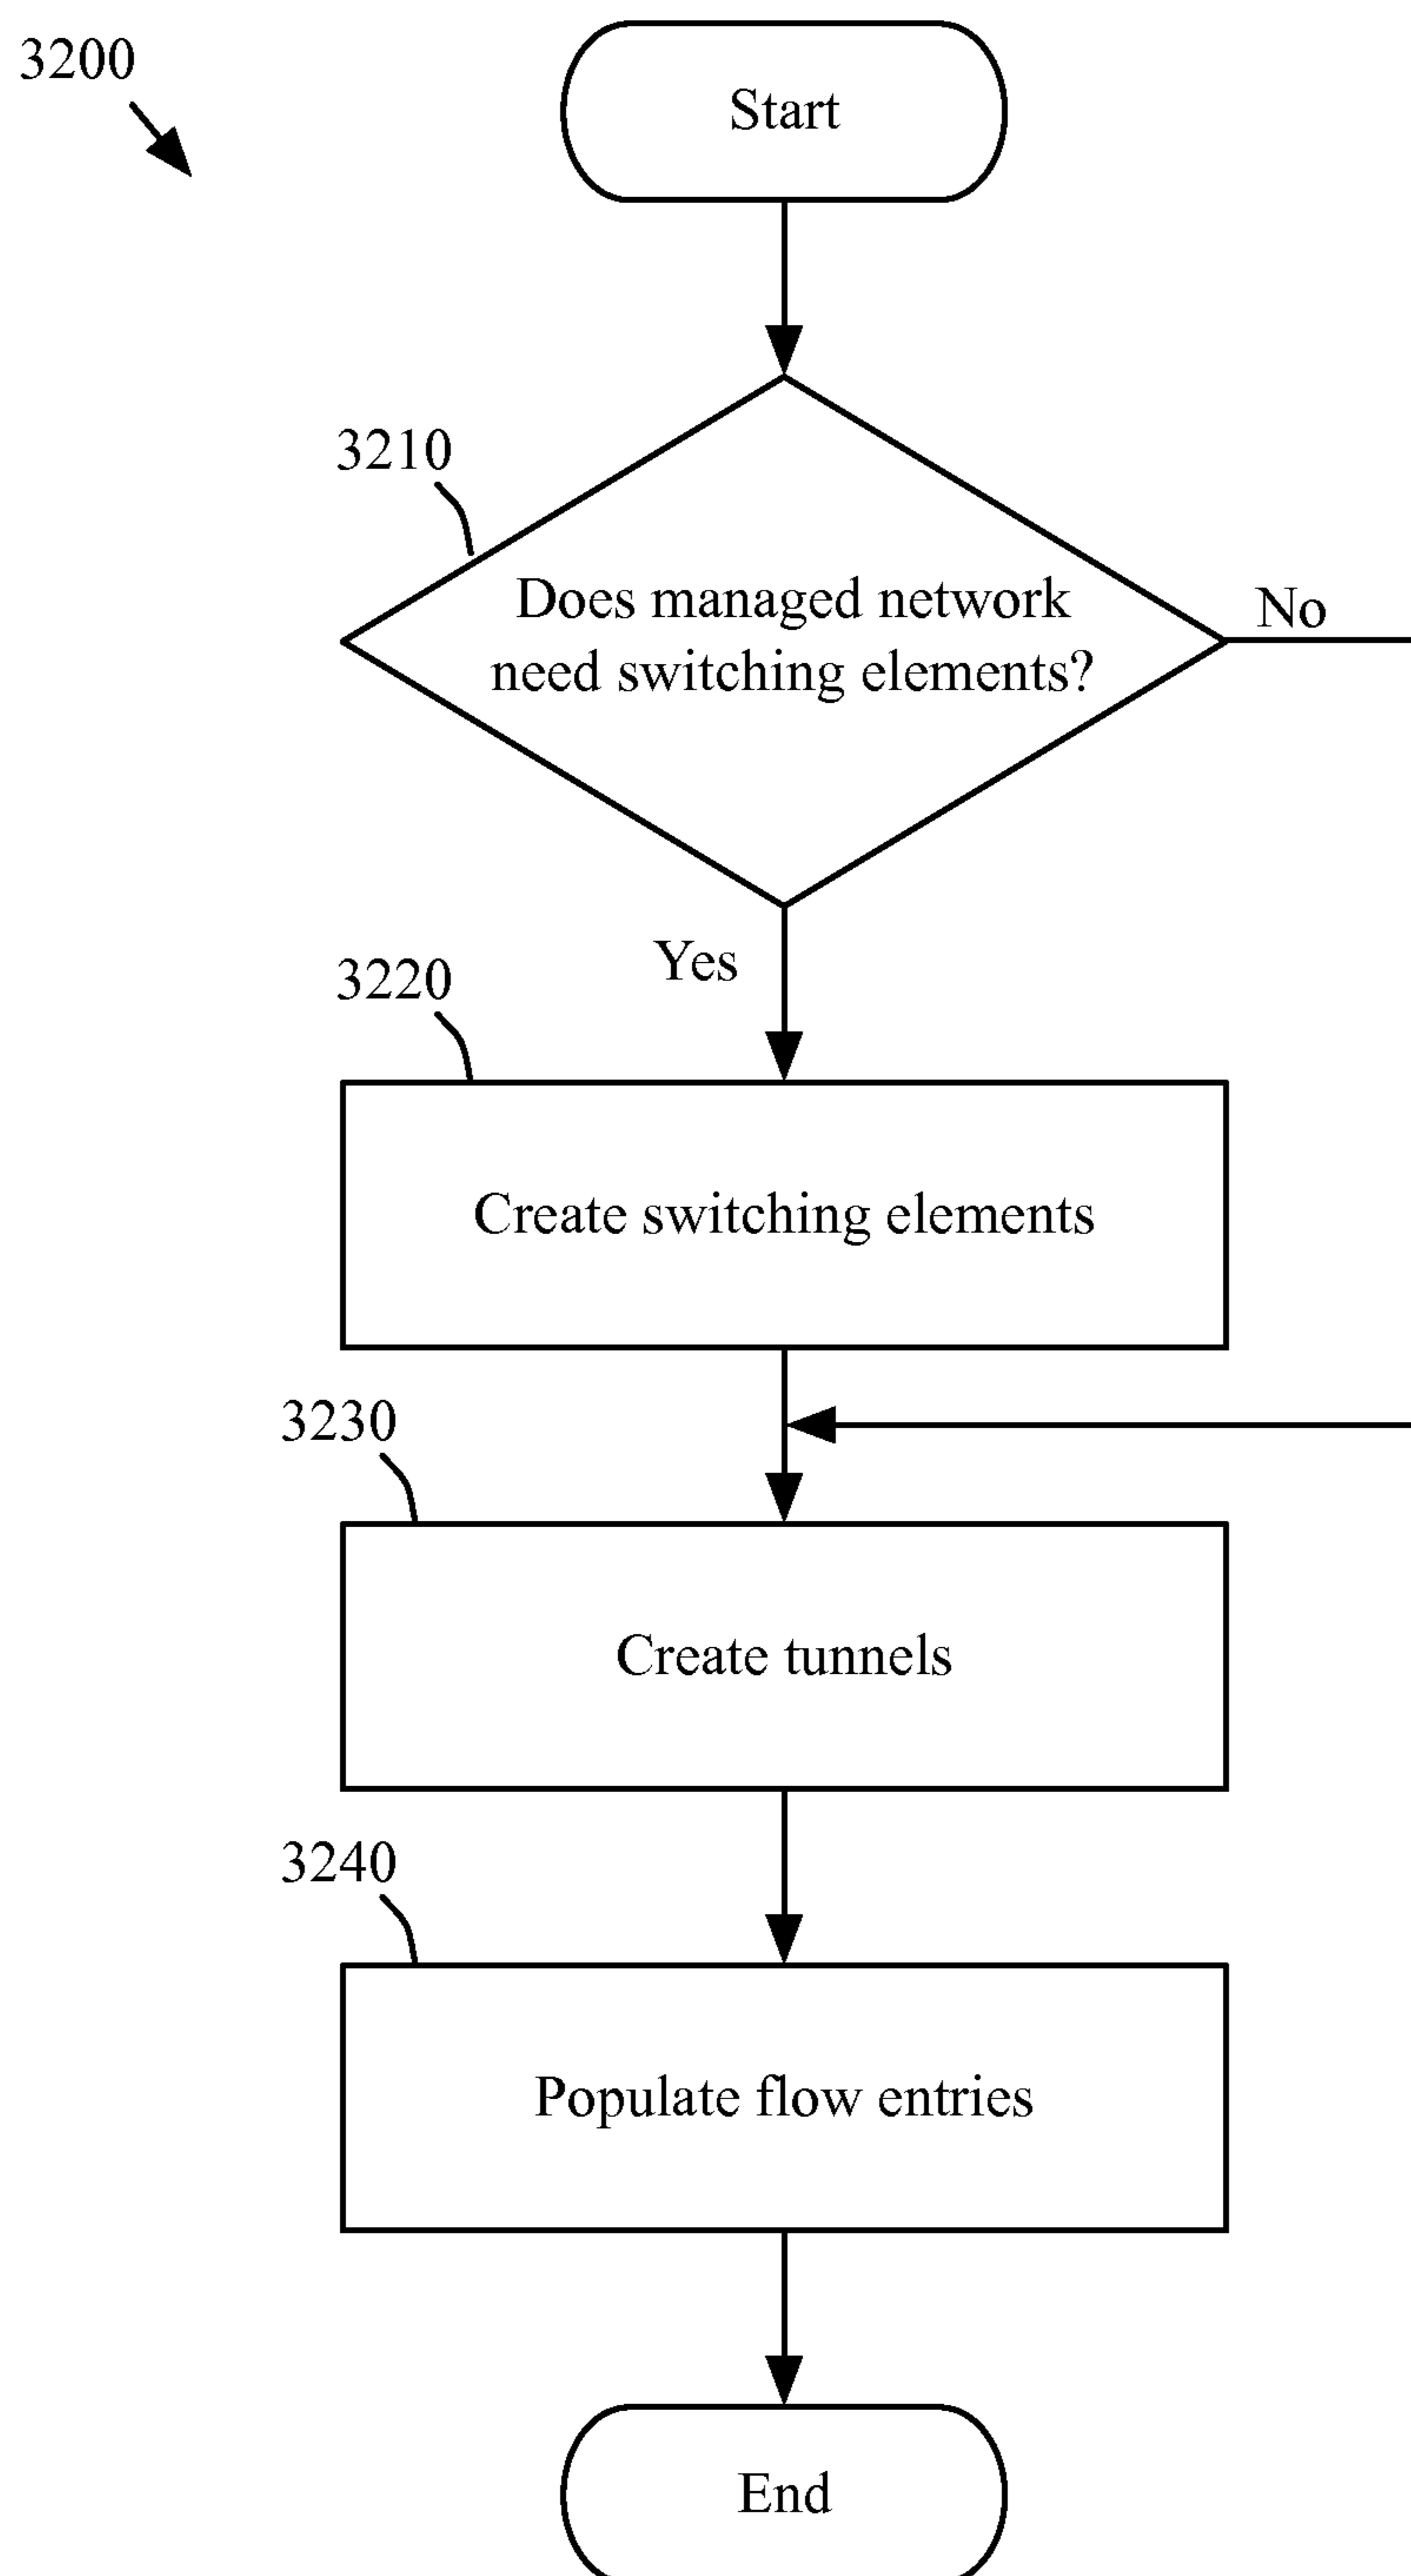 3200
Start
3210
Does managed network
need switching elements?
No
Yes
3220
Create switching elements
3230
Create tunnels
3240
Populate flow entries
End